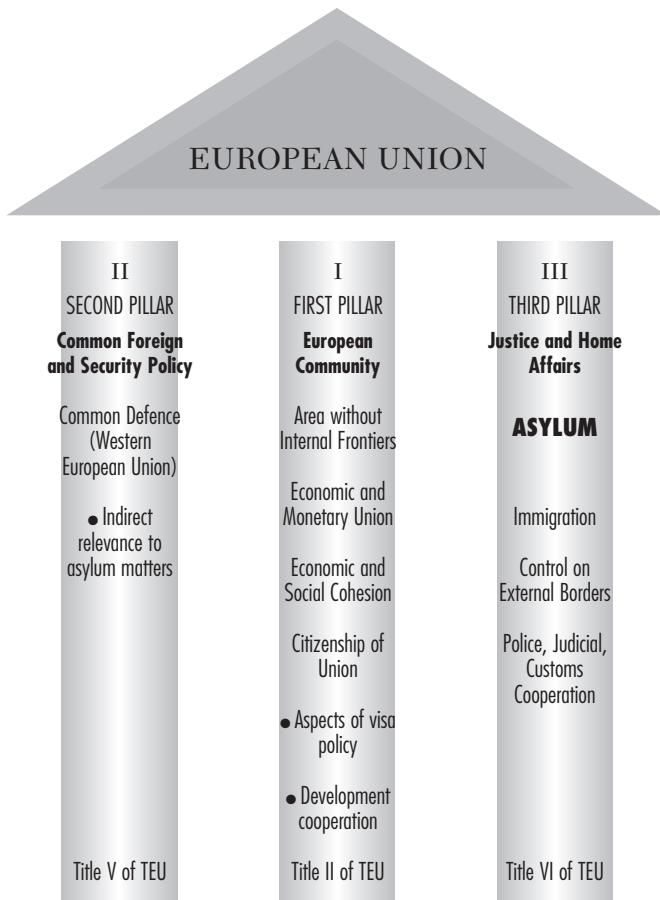 EUROPEAN UNION
II
SECOND PILLAR
Common Foreign
and Security Policy
Common Defence
(Western
European Union)
● Indirect
relevance to
asylum matters
Title V of TEU
I
FIRST PILLAR
European
Community
Area without
Internal Frontiers
Economic and
Monetary Union
Economic and
Social Cohesion
Citizenship of
Union
● Aspects of visa
policy
● Development
cooperation
Title II of TEU
III
THIRD PILLAR
Justice and Home
Affairs
ASYLUM
Immigration
Control on
External Borders
Police, Judicial,
Customs
Cooperation
Title VI of TEU